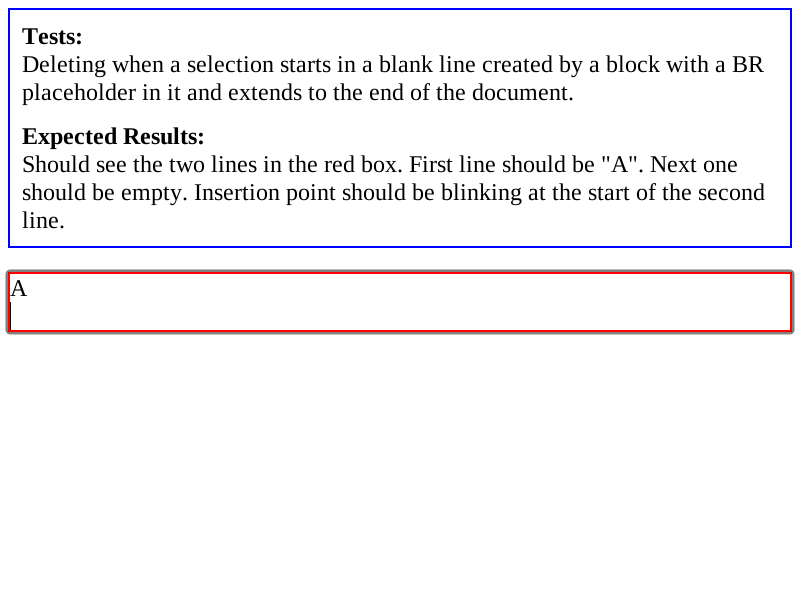 Tests:
Deleting when a selection starts in a blank line created by a block with a BR
placeholder in it and extends to the end of the document.
Expected Results:
Should see the two lines in the red box. First line should be "A". Next one
should be empty. Insertion point should be blinking at the start of the second
line.
A